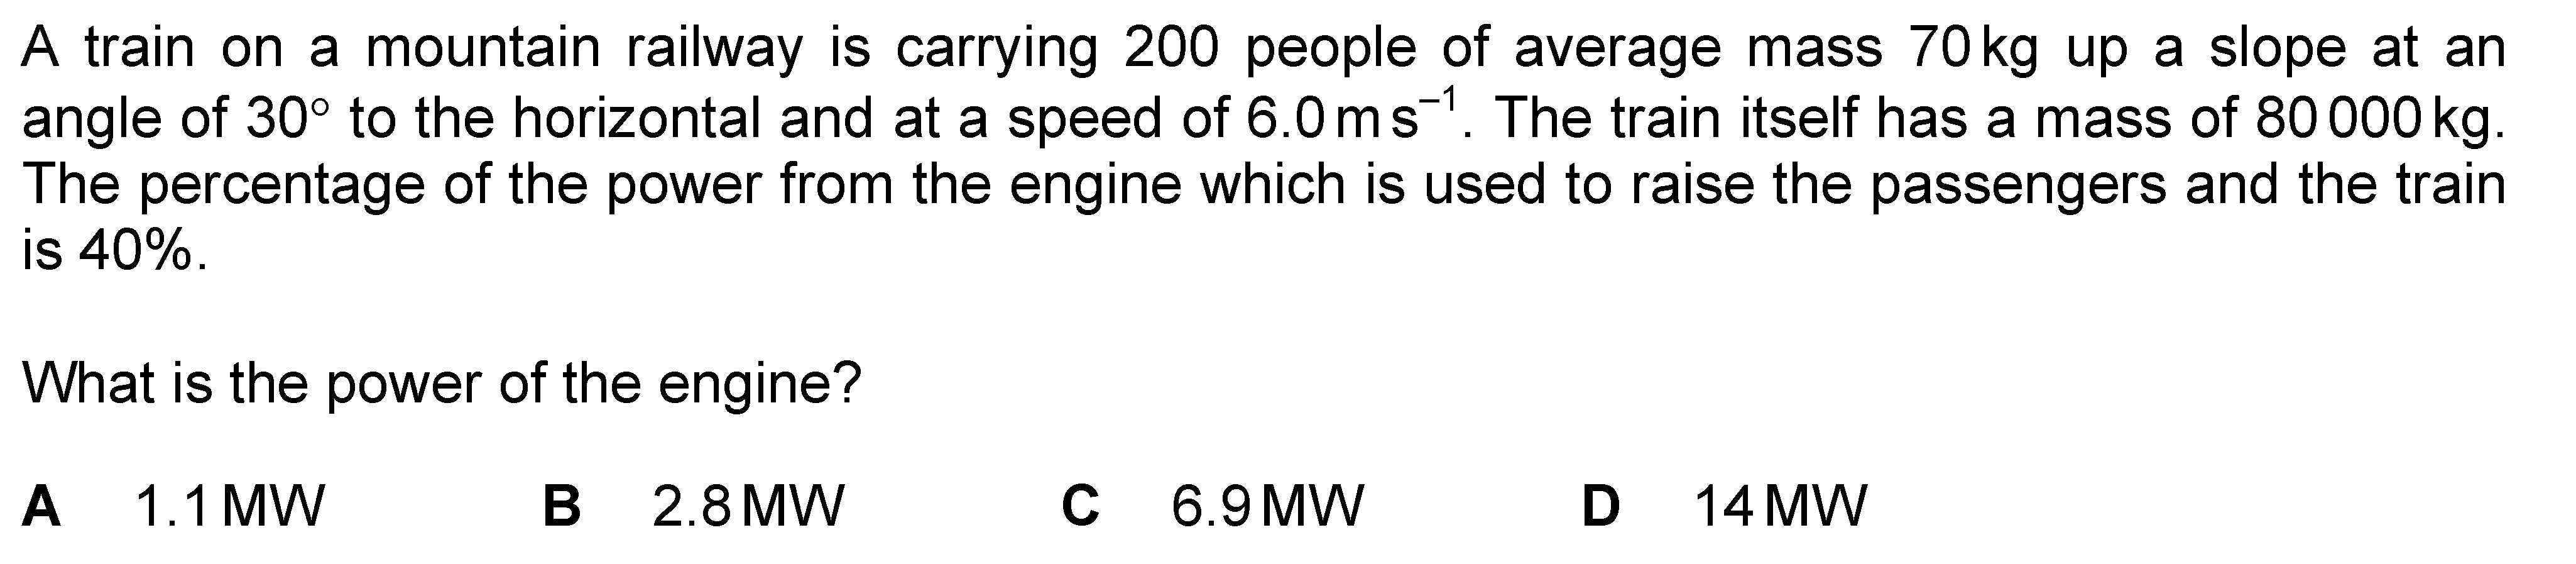 A train on a mountain railway is carrying 200 people of average mass 70 kg up a slope at an
angle of 30° to the horizontal and at a speed of 6.0 m s⁻¹. The train itself has a mass of 80 000 kg.
The percentage of the power from the engine which is used to raise the passengers and the train
is 40%.
What is the power of the engine?
A 1.1 MW B 2.8 MW C 6.9 MW D 14 MW